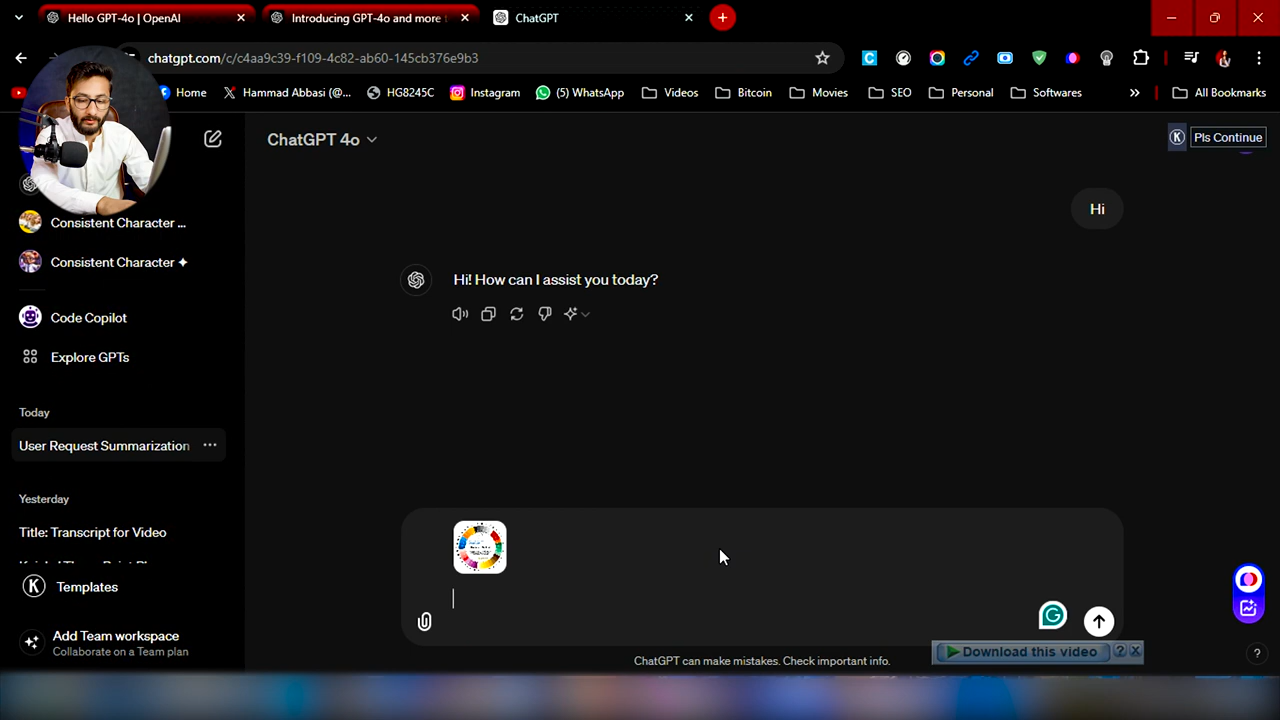 Hello GPT-4o | OpenAI
Introducing GPT-4o and more
ChatGPT
chatgpt.com/c/c4aa9c39-f109-4c82-ab60-145cb376e9b3
Home
Hammad Abbasi (@...
HG8245C
Instagram
(5) WhatsApp
Videos
Bitcoin
Movies
SEO
Personal
Softwares
All Bookmarks
ChatGPT 4o
K
Pls Continue
Hi
Consistent Character ...
Consistent Character
Hi! How can I assist you today?
Code Copilot
Explore GPTs
Today
User Request Summarization
Yesterday
Title: Transcript for Video
K
Templates
Add Team workspace
Collaborate on a Team plan
Download this video
ChatGPT can make mistakes. Check important info.